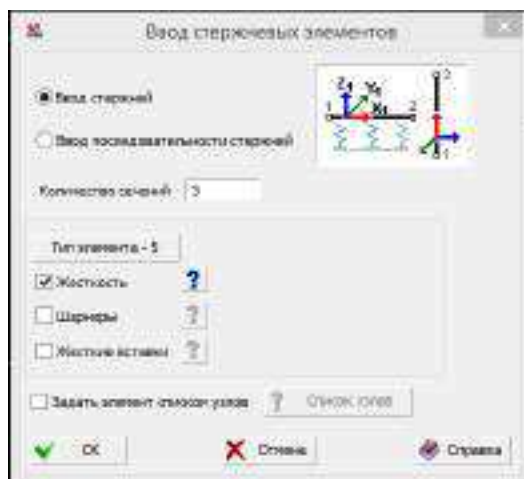 Ввод стержневых элементов
Ввод стержней
Ввод последовательности стержней
Количество сечений 3
Тип элемента - 5
Жесткость ?
Шарниры ?
Жесткие вставки ?
Задать элемент списком узлов ? Список узлов
OK Отмена Справка